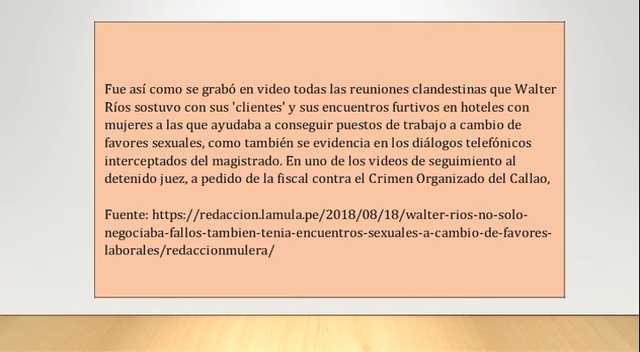 Fue así como se grabó en video todas las reuniones clandestinas que Walter
Ríos sostuvo con sus 'clientes' y sus encuentros furtivos en hoteles con
mujeres a las que ayudaba a conseguir puestos de trabajo a cambio de
favores sexuales, como también se evidencia en los diálogos telefónicos
interceptados del magistrado. En uno de los videos de seguimiento al
detenido juez, a pedido de la fiscal contra el Crimen Organizado del Callao,
Fuente: https://redaccion.lamula.pe/2018/08/18/walter-rios-no-solo-
negociaba-fallos-tambien-tenia-encuentros-sexuales-a-cambio-de-favores-
laborales/redaccionmulera/